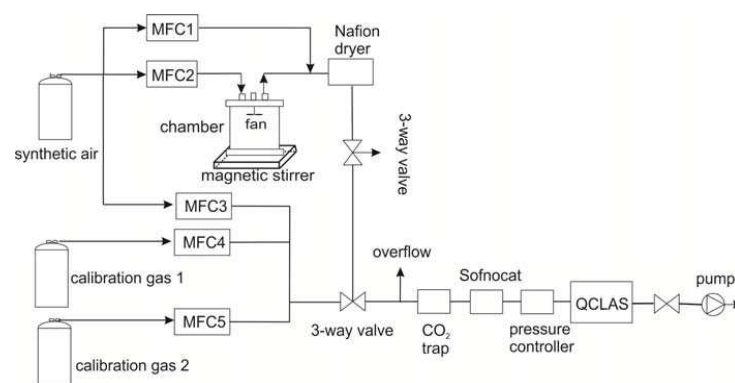 MFC1
Nafion
dryer
MFC2
chamber
fan
synthetic air
magnetic stirrer
3-way valve
MFC3
MFC4
calibration gas 1
overflow
Sofnocat
QCLAS
pump
MFC5
3-way valve
CO₂
trap
pressure
controller
calibration gas 2